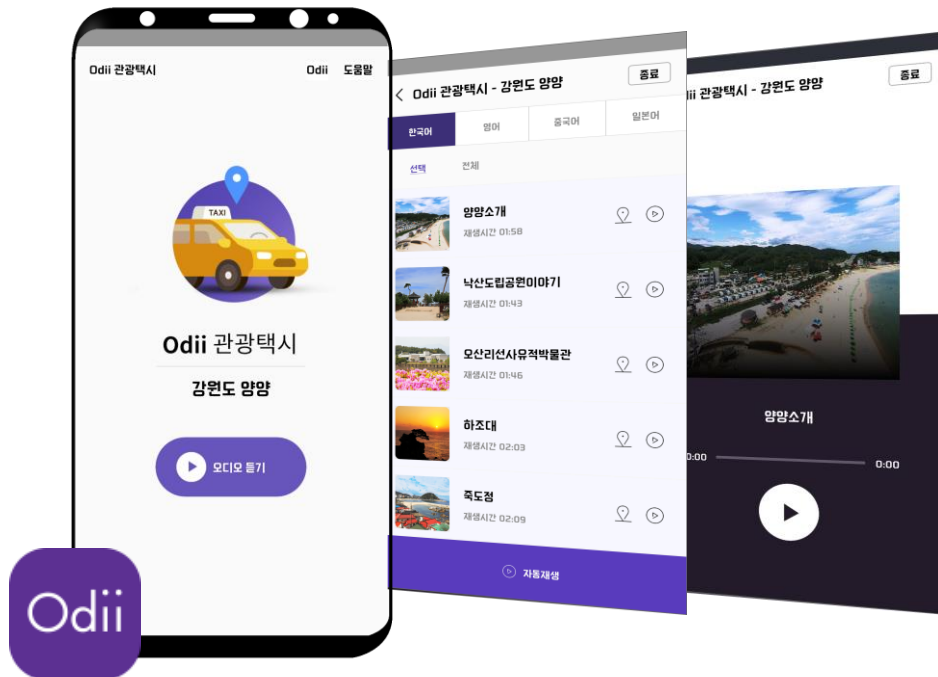 Odii 관광택시
Odii 도움말
TAXI
Odii 관광택시
강원도 양양
오디오 듣기
Odii
Odii 관광택시 - 강원도 양양
종료
한국어 영어 중국어 일본어
선택 전체
양양소개
재생시간 01:58
낙산도립공원이야기
재생시간 01:43
오산리선사유적박물관
재생시간 01:46
하조대
재생시간 02:03
죽도정
재생시간 02:09
자동재생
ii 관광택시 - 강원도 양양
종료
양양소개
0:00 0:00